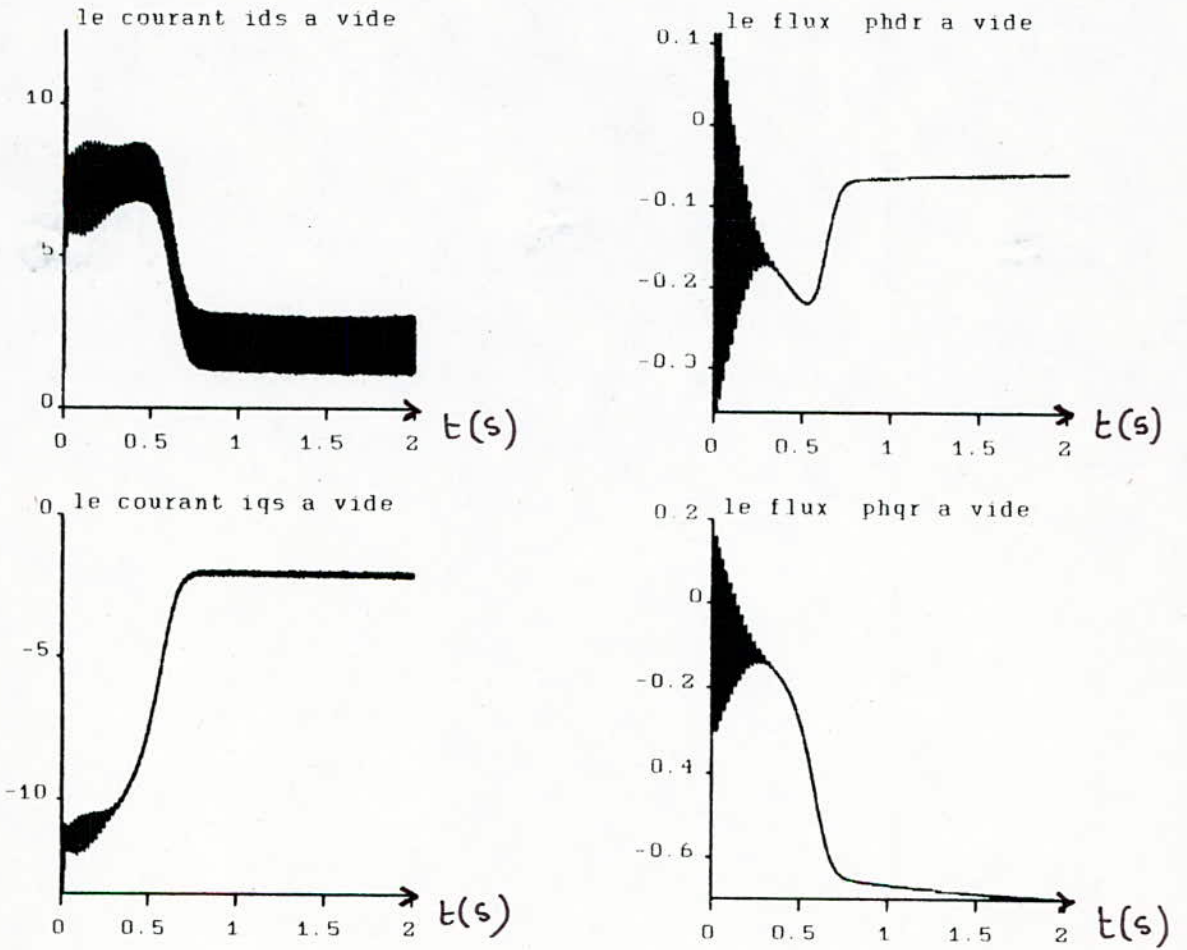 le courant ids a vide
10
5
0
0 0.5 1 1.5 2 t(s)
le flux phdr a vide
0.1
0
-0.1
-0.2
-0.3
0 0.5 1 1.5 2 t(s)
le courant iqs a vide
0
-5
-10
0 0.5 1 1.5 2 t(s)
le flux phqr a vide
0.2
0
-0.2
0.4
-0.6
0 0.5 1 1.5 2 t(s)